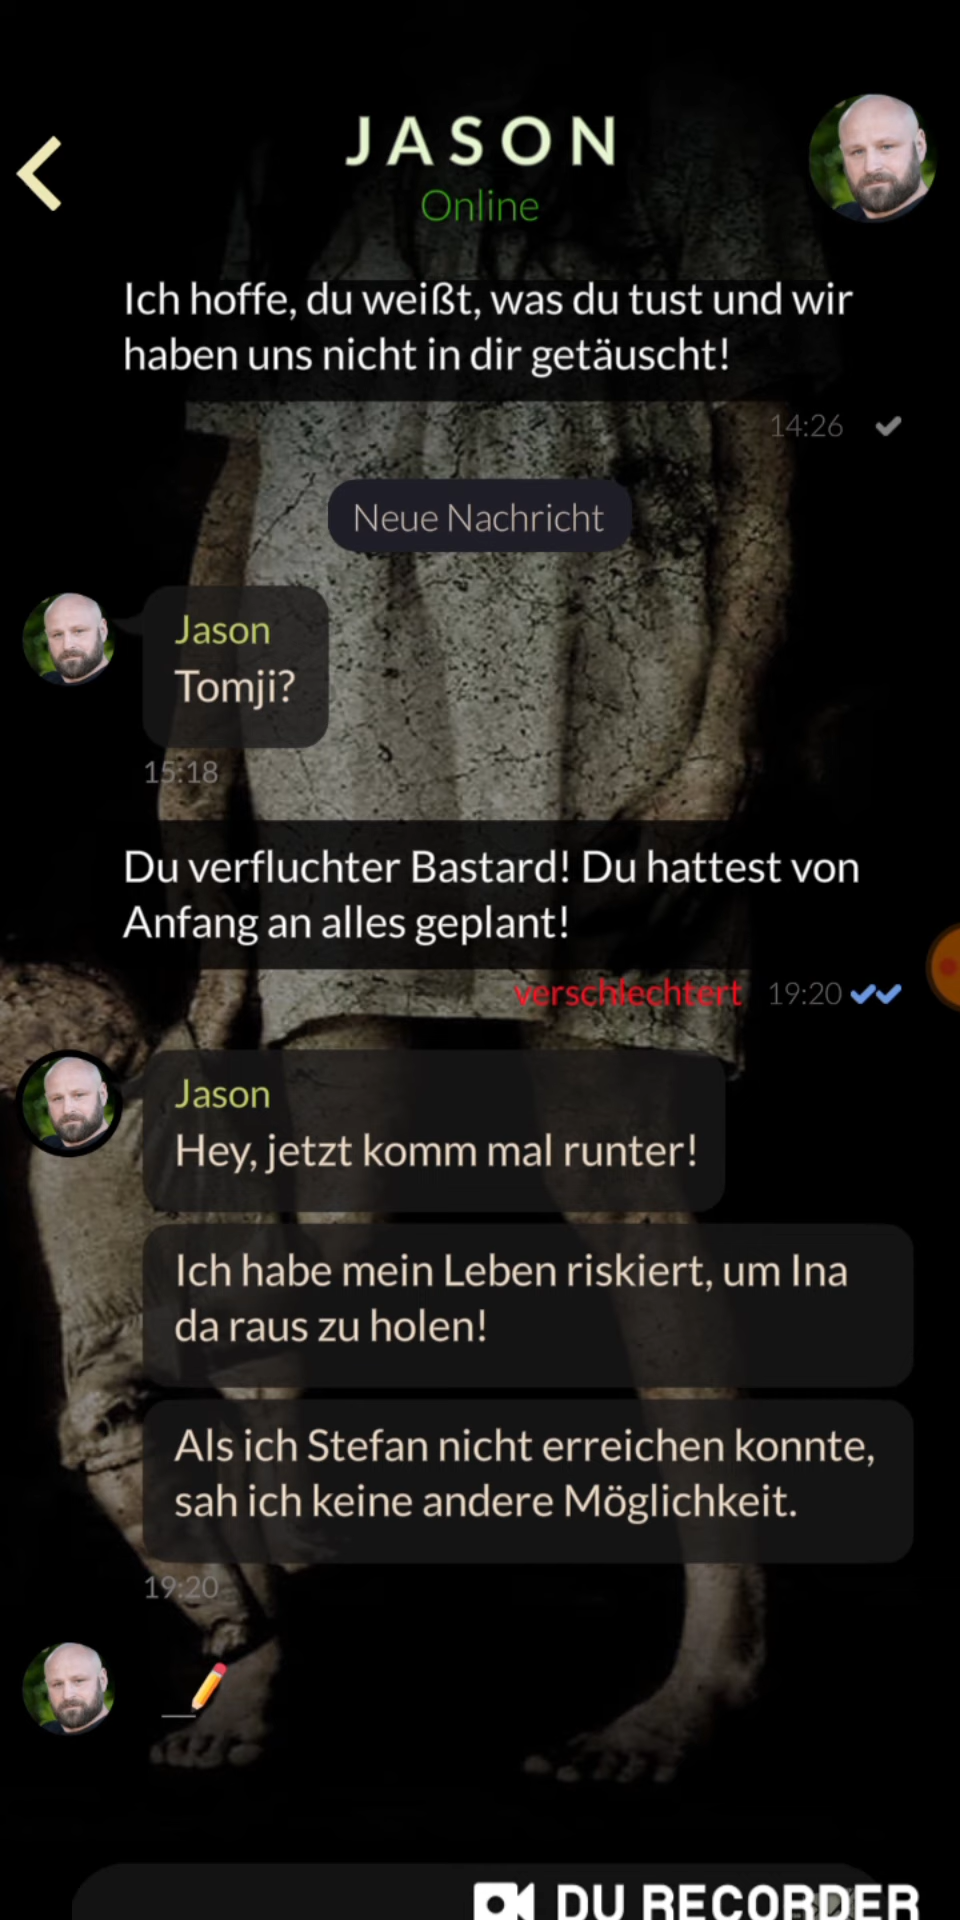 JASON
Online
Ich hoffe, du weißt, was du tust und wir
haben uns nicht in dir getäuscht!
14:26
Neue Nachricht
Jason
Tomji?
15:18
Du verfluchter Bastard! Du hattest von
Anfang an alles geplant!
verschlechtert 19:20
Jason
Hey, jetzt komm mal runter!
Ich habe mein Leben riskiert, um Ina
da raus zu holen!
Als ich Stefan nicht erreichen konnte,
sah ich keine andere Möglichkeit.
19:20
DU RECORDER